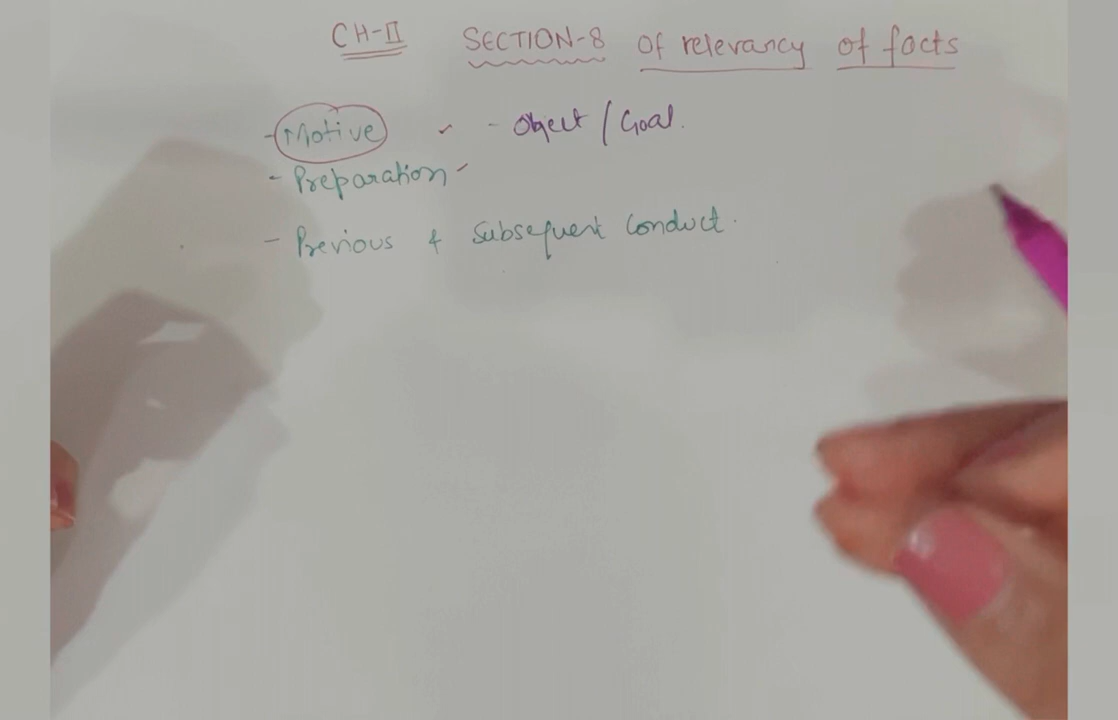 CH-II SECTION-8 Of relevancy of facts
- Motive ✓ - Object / Goal.
- Preparation ✓
- Previous & Subsequent Conduct.